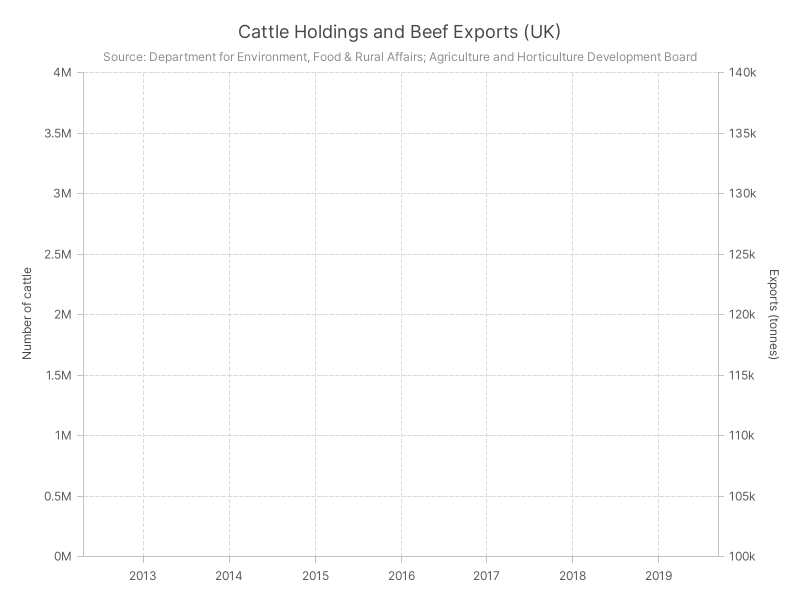 Cattle Holdings and Beef Exports (UK)
Source: Department for Environment, Food & Rural Affairs; Agriculture and Horticulture Development Board
4M
3.5M
3M
2.5M
2M
1.5M
1M
0.5M
0M
Number of cattle
140k
135k
130k
125k
120k
115k
110k
105k
100k
Exports (tonnes)
2013 2014 2015 2016 2017 2018 2019